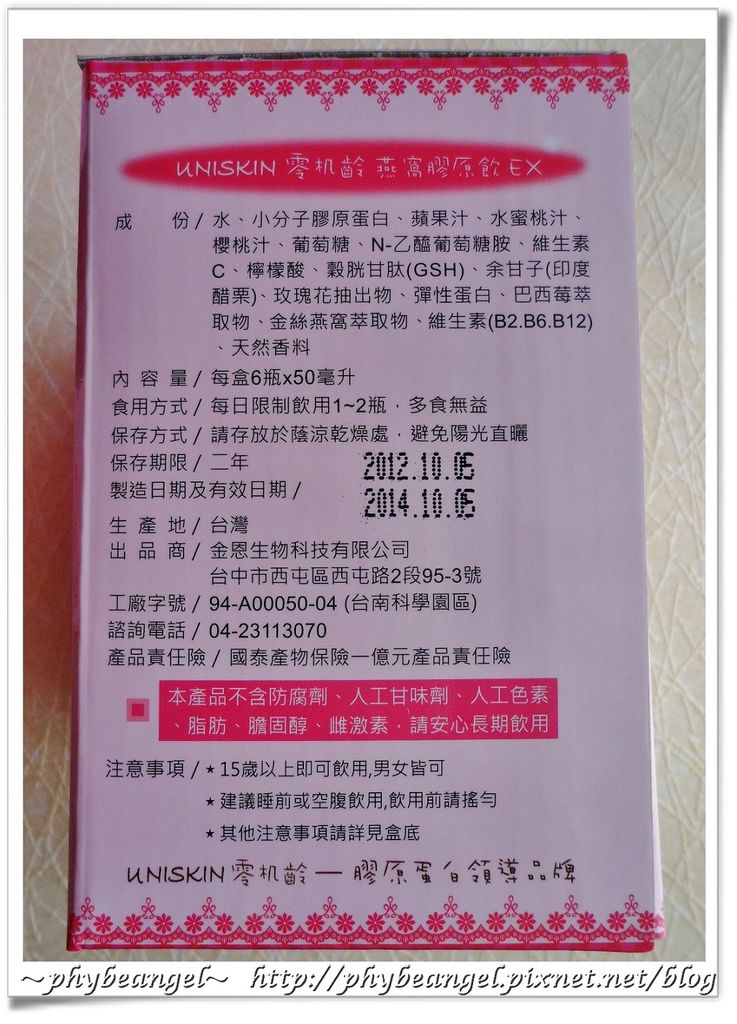 UNISKIN 零机齡 燕窩膠原飲 EX
成 份 / 水、小分子膠原蛋白、蘋果汁、水蜜桃汁、
櫻桃汁、葡萄糖、N-乙醯葡萄糖胺、維生素
C、檸檬酸、穀胱甘肽(GSH)、余甘子(印度
醋栗)、玫瑰花抽出物、彈性蛋白、巴西莓萃
取物、金絲燕窩萃取物、維生素(B2.B6.B12)
、天然香料
內 容 量 / 每盒6瓶x50毫升
食用方式 / 每日限制飲用1~2瓶，多食無益
保存方式 / 請存放於蔭涼乾燥處，避免陽光直曬
保存期限 / 二年
2012.10.05
製造日期及有效日期 /
2014.10.05
生 產 地 / 台灣
出 品 商 / 金恩生物科技有限公司
台中市西屯區西屯路2段95-3號
工廠字號 / 94-A00050-04 (台南科學園區)
諮詢電話 / 04-23113070
產品責任險 / 國泰產物保險一億元產品責任險
本產品不含防腐劑、人工甘味劑、人工色素
、脂肪、膽固醇、雌激素，請安心長期飲用
注意事項 / ★ 15歲以上即可飲用,男女皆可
★ 建議睡前或空腹飲用,飲用前請搖勻
★ 其他注意事項請詳見盒底
UNISKIN 零机齡 — 膠原蛋白領導品牌
~phybeangel~ http://phybeangel.pixnet.net/blog